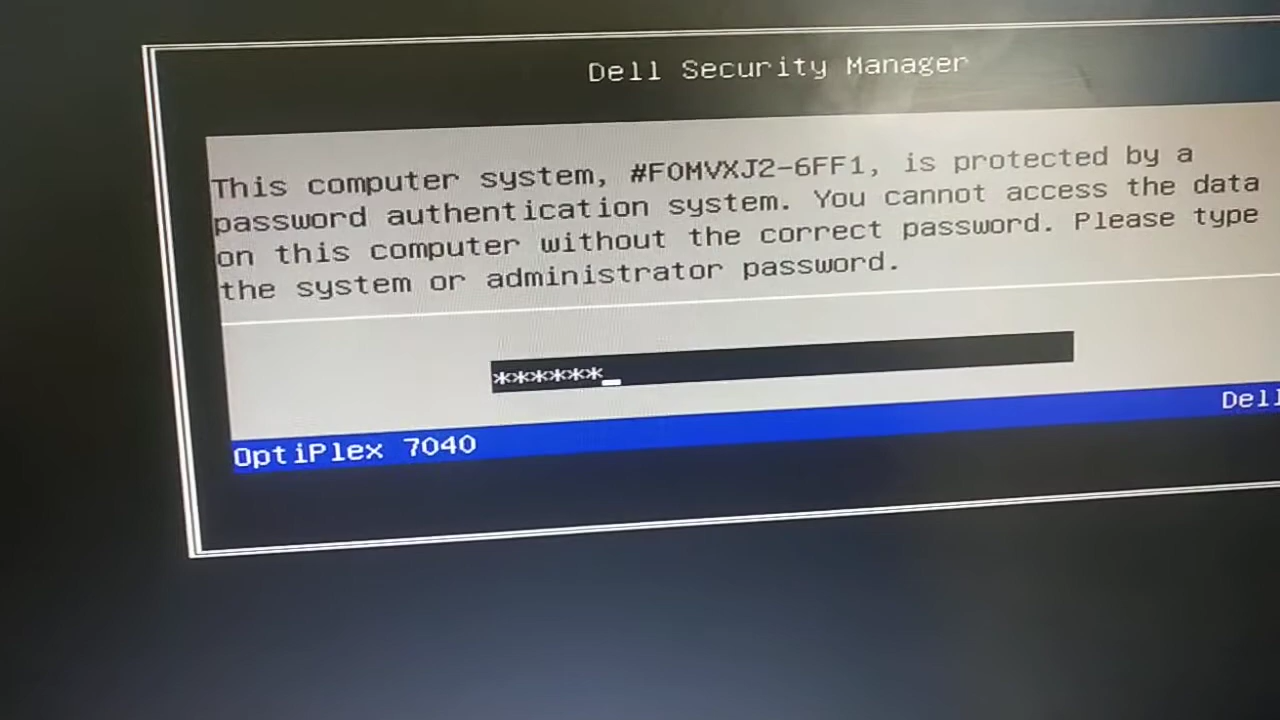 Dell Security Manager
This computer system, #F0MVXJ2-6FF1, is protected by a
password authentication system. You cannot access the data
on this computer without the correct password. Please type
the system or administrator password.
******_
OptiPlex 7040
Dell